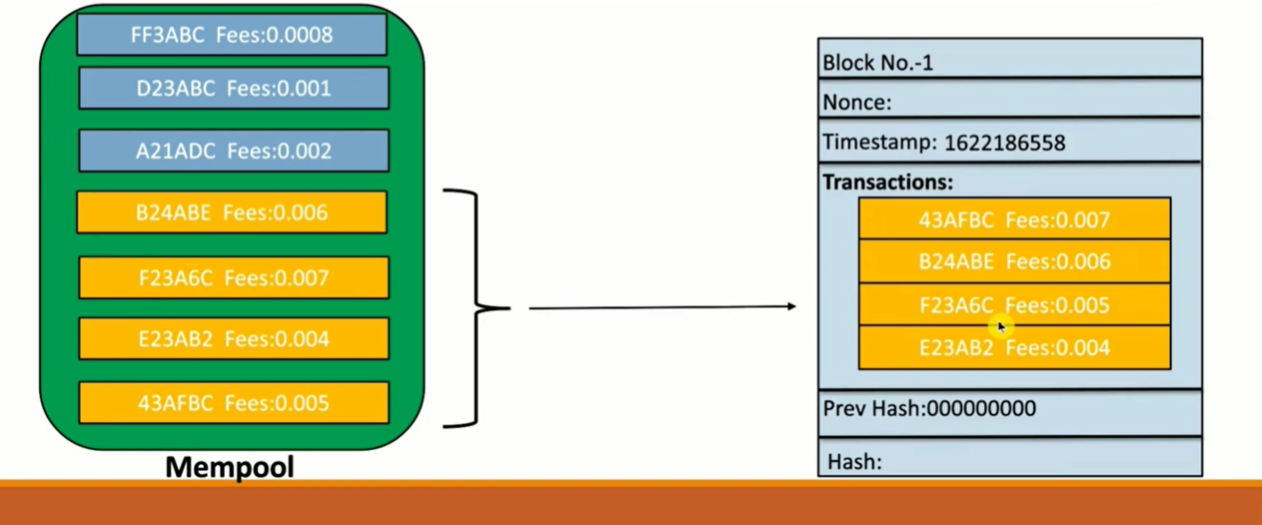 FF3ABC Fees:0.0008
D23ABC Fees:0.001
A21ADC Fees:0.002
B24ABE Fees:0.006
F23A6C Fees:0.007
E23AB2 Fees:0.004
43AFBC Fees:0.005
Mempool
Block No.-1
Nonce:
Timestamp: 1622186558
Transactions:
43AFBC Fees:0.007
B24ABE Fees:0.006
F23A6C Fees:0.005
E23AB2 Fees:0.004
Prev Hash:000000000
Hash: